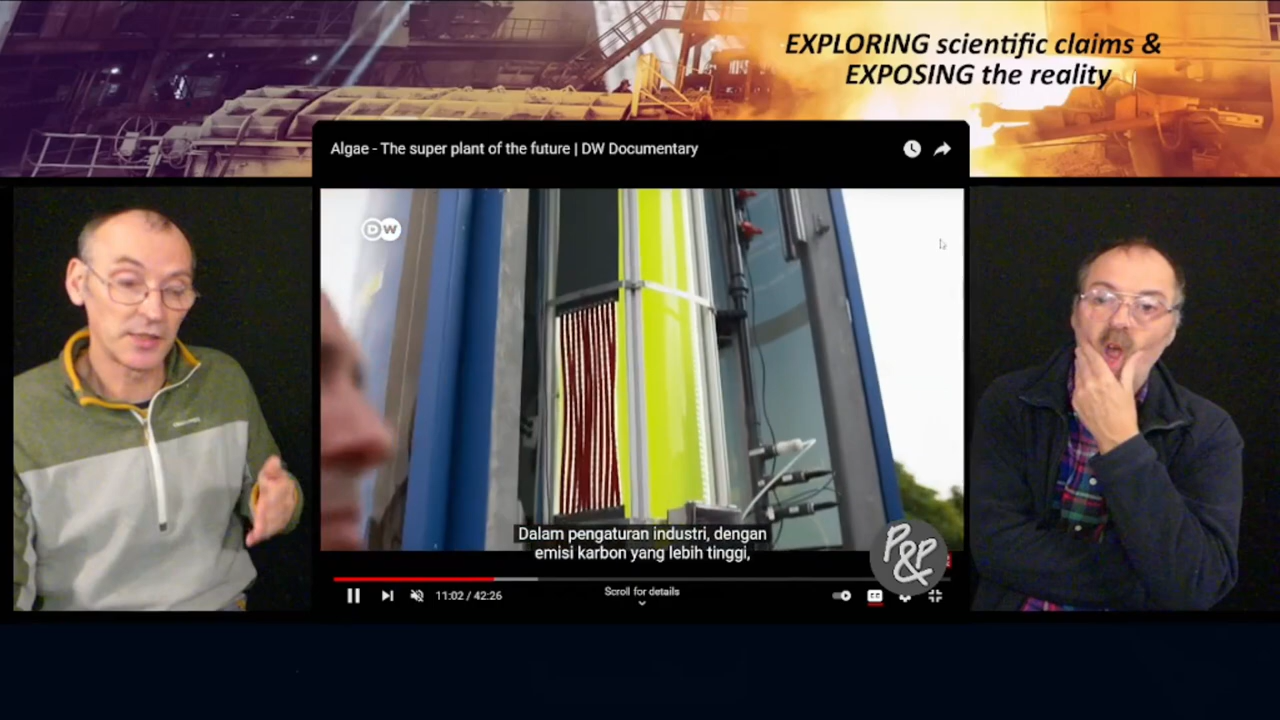 EXPLORING scientific claims &
EXPOSING the reality
Algae - The super plant of the future | DW Documentary
DW
Dalam pengaturan industri, dengan
emisi karbon yang lebih tinggi,
P&P
11:02 / 42:26
Scroll for details
CC